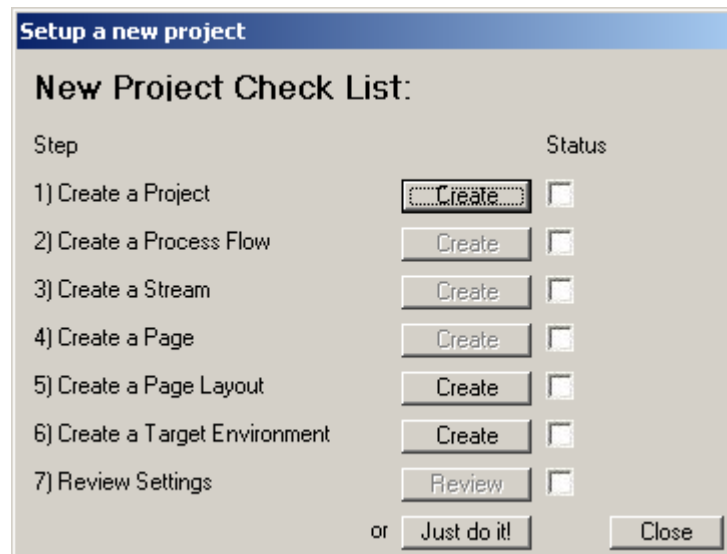 Setup a new project
New Project Check List:
Step Status
1) Create a Project Create
2) Create a Process Flow Create
3) Create a Stream Create
4) Create a Page Create
5) Create a Page Layout Create
6) Create a Target Environment Create
7) Review Settings Review
or Just do it! Close